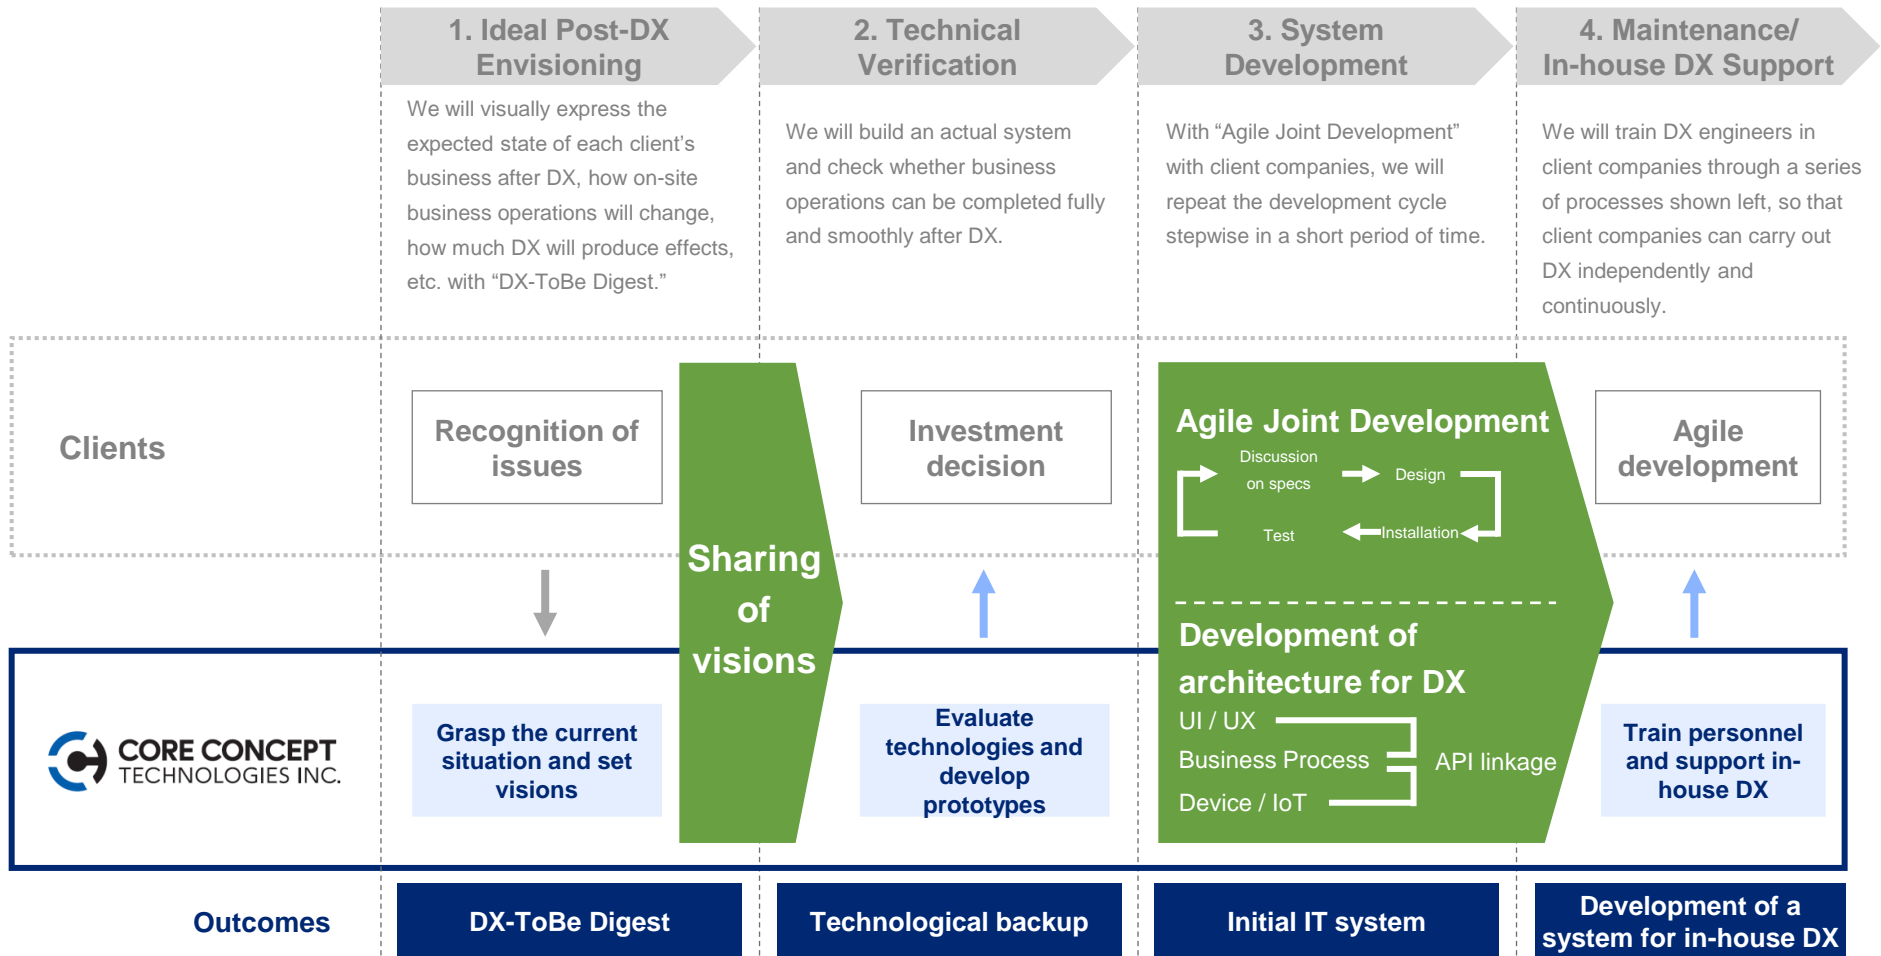 1. Ideal Post-DX
Envisioning
2. Technical
Verification
3. System
Development
4. Maintenance/
In-house DX Support
We will visually express the
expected state of each client’s
business after DX, how on-site
business operations will change,
how much DX will produce effects,
etc. with “DX-ToBe Digest.”
We will build an actual system
and check whether business
operations can be completed fully
and smoothly after DX.
With “Agile Joint Development”
with client companies, we will
repeat the development cycle
stepwise in a short period of time.
We will train DX engineers in
client companies through a series
of processes shown left, so that
client companies can carry out
DX independently and
continuously.
Clients
Recognition of
issues
Sharing
of
visions
Investment
decision
Agile Joint Development
Discussion
on specs
Design
Test
Installation
Agile
development
Development of
architecture for DX
UI / UX
Business Process
Device / IoT
API linkage
CORE CONCEPT
TECHNOLOGIES INC.
Grasp the current
situation and set
visions
Evaluate
technologies and
develop
prototypes
Train personnel
and support in-
house DX
Outcomes
DX-ToBe Digest
Technological backup
Initial IT system
Development of a
system for in-house DX